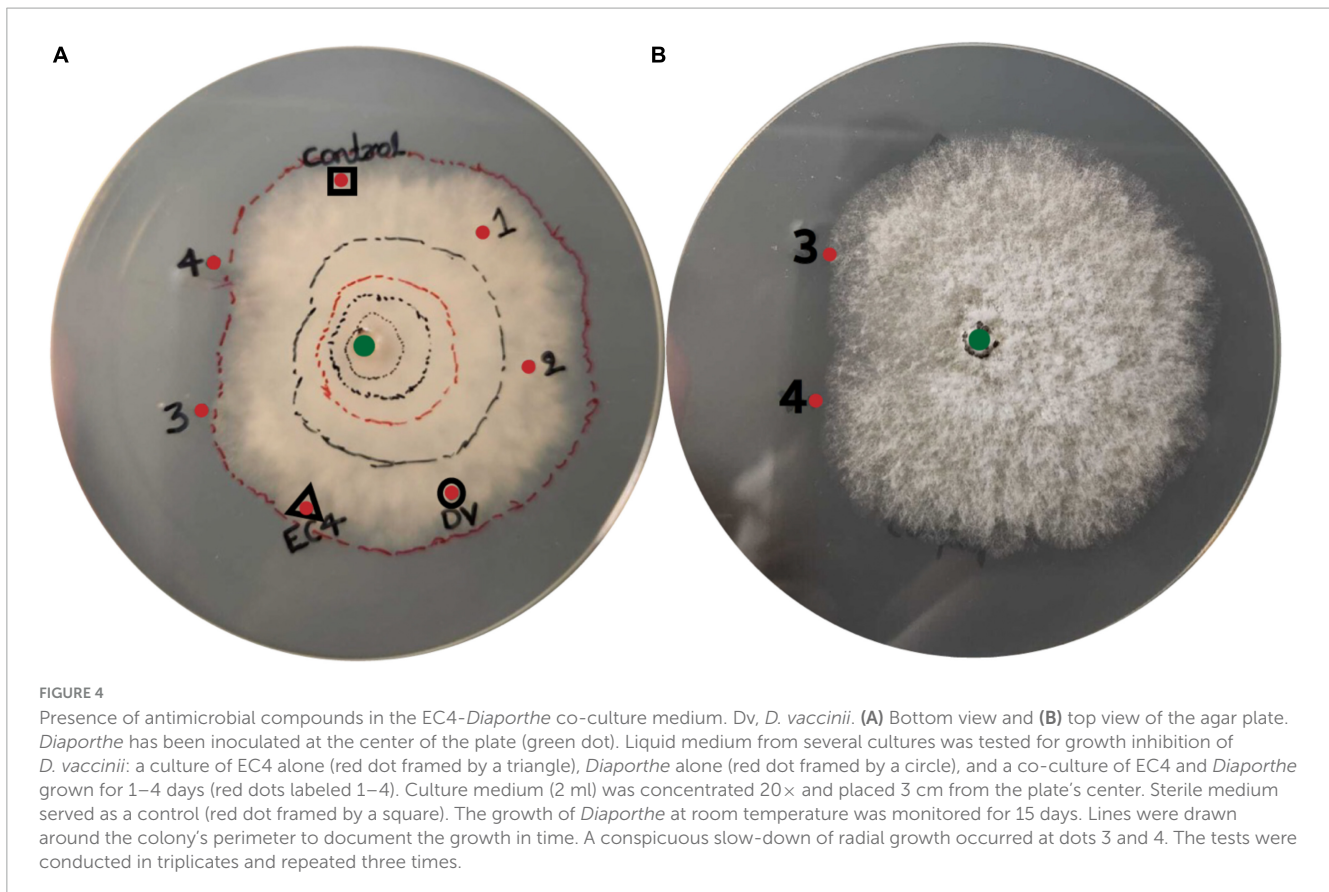 A
B
control
1
4
3
2
3
4
EC4
DV
FIGURE 4
Presence of antimicrobial compounds in the EC4-Diaporthe co-culture medium. Dv, D. vaccinii. (A) Bottom view and (B) top view of the agar plate.
Diaporthe has been inoculated at the center of the plate (green dot). Liquid medium from several cultures was tested for growth inhibition of
D. vaccinii: a culture of EC4 alone (red dot framed by a triangle), Diaporthe alone (red dot framed by a circle), and a co-culture of EC4 and Diaporthe
grown for 1–4 days (red dots labeled 1–4). Culture medium (2 ml) was concentrated 20× and placed 3 cm from the plate's center. Sterile medium
served as a control (red dot framed by a square). The growth of Diaporthe at room temperature was monitored for 15 days. Lines were drawn
around the colony's perimeter to document the growth in time. A conspicuous slow-down of radial growth occurred at dots 3 and 4. The tests were
conducted in triplicates and repeated three times.